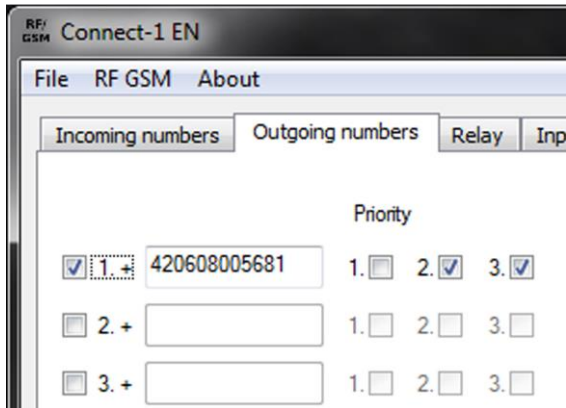 RF/
GSM Connect-1 EN
File RF GSM About
Incoming numbers Outgoing numbers Relay Inp
Priority
1. + 420608005681 1. 2. 3.
2. + 1. 2. 3.
3. + 1. 2. 3.